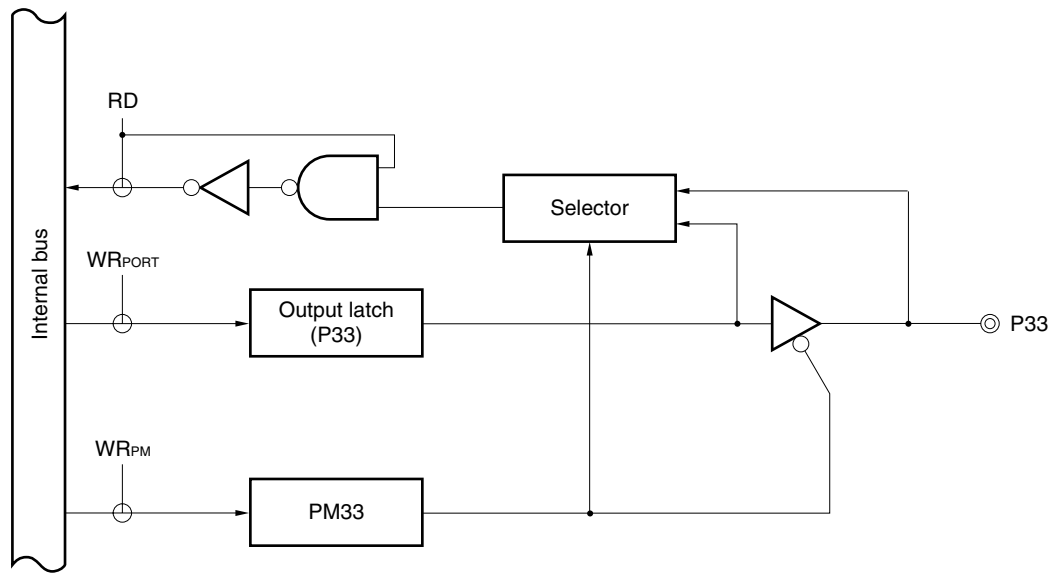 RD
Selector
Internal bus
WRPORT
Output latch
(P33)
P33
WRPM
PM33